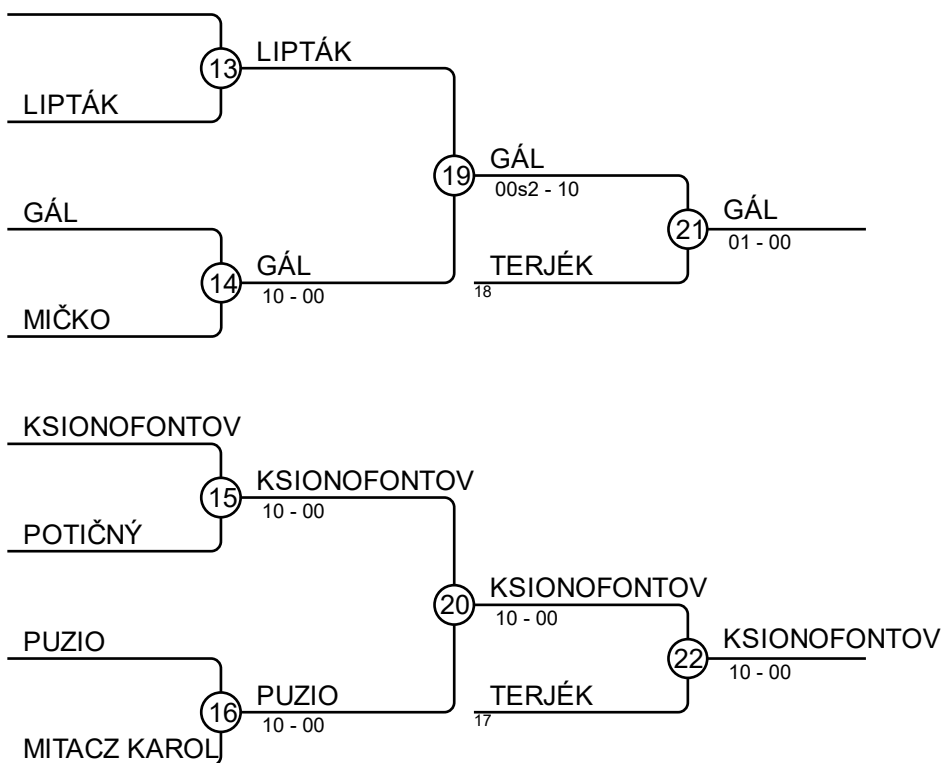 13
LIPTÁK
LIPTÁK
19
GÁL
00s2 - 10
GÁL
14
GÁL
10 - 00
MIČKO
21
GÁL
01 - 00
TERJÉK
18
KSIONOFONTOV
15
KSIONOFONTOV
10 - 00
POTIČNÝ
20
KSIONOFONTOV
10 - 00
PUZIO
16
PUZIO
10 - 00
MITACZ KAROL
22
KSIONOFONTOV
10 - 00
TERJÉK
17